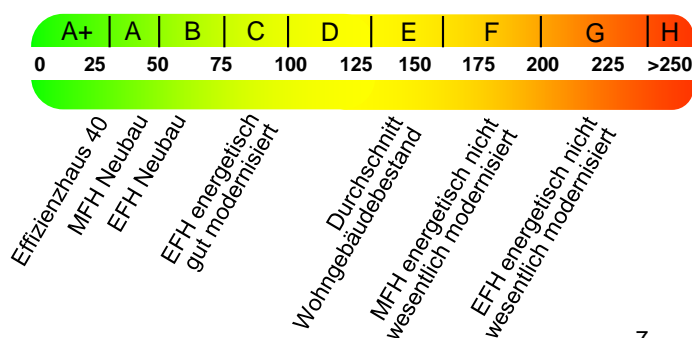 A+ A B C D E F G H
0 25 50 75 100 125 150 175 200 225 >250
Effizienzhaus 40
MFH Neubau
EFH Neubau
EFH energetisch
gut modernisiert
Durchschnitt
Wohngebäudebestand
MFH energetisch nicht
wesentlich modernisiert
EFH energetisch nicht
wesentlich modernisiert
7